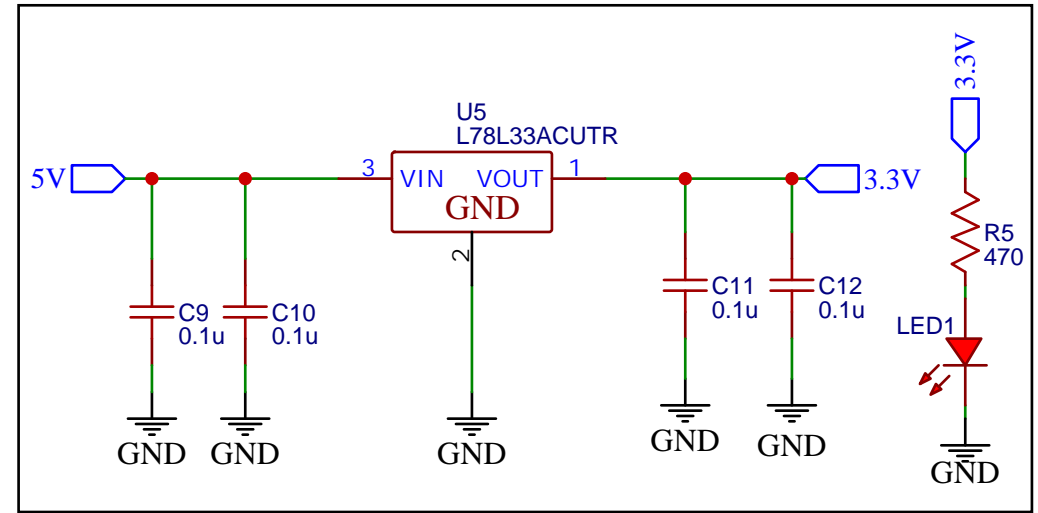 U5
L78L33ACUTR
5V
3
VIN
VOUT
1
GND
2
3.3V
3.3V
C9
0.1u
C10
0.1u
C11
0.1u
C12
0.1u
R5
470
LED1
GND
GND
GND
GND
GND
GND